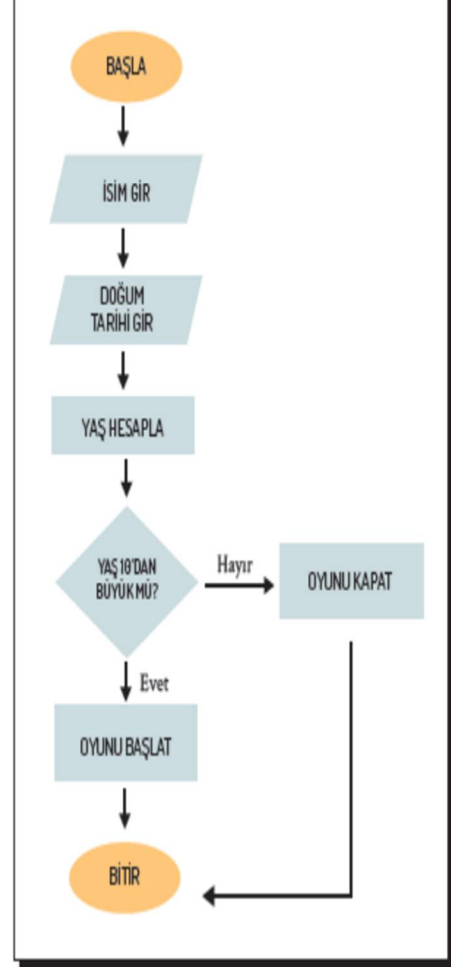 BAŞLA
İSİM GİR
DOĞUM
TARİHİ GİR
YAŞ HESAPLA
YAŞ 10'DAN
BÜYÜK MÜ?
Hayır
OYUNU KAPAT
Evet
OYUNU BAŞLAT
BİTİR